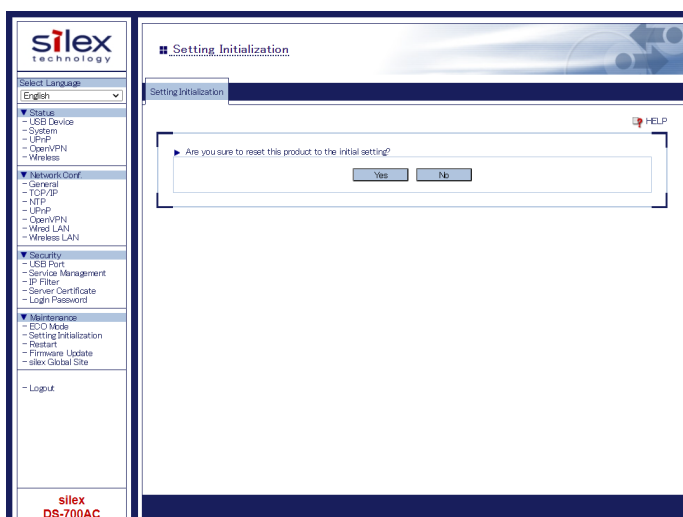 silex
technology
Select Language
English
▼ Status
- USB Device
- System
- UPnP
- OpenVPN
- Wireless
▼ Network Conf.
- General
- TCP/IP
- NTP
- UPnP
- OpenVPN
- Wired LAN
- Wireless LAN
▼ Security
- USB Port
- Service Management
- IP Filter
- Server Certificate
- Login Password
▼ Maintenance
- ECO Mode
- Setting Initialization
- Restart
- Firmware Update
- silex Global Site
- Logout
silex
DS-700AC
Setting Initialization
Setting Initialization
HELP
Are you sure to reset this product to the initial setting?
Yes No